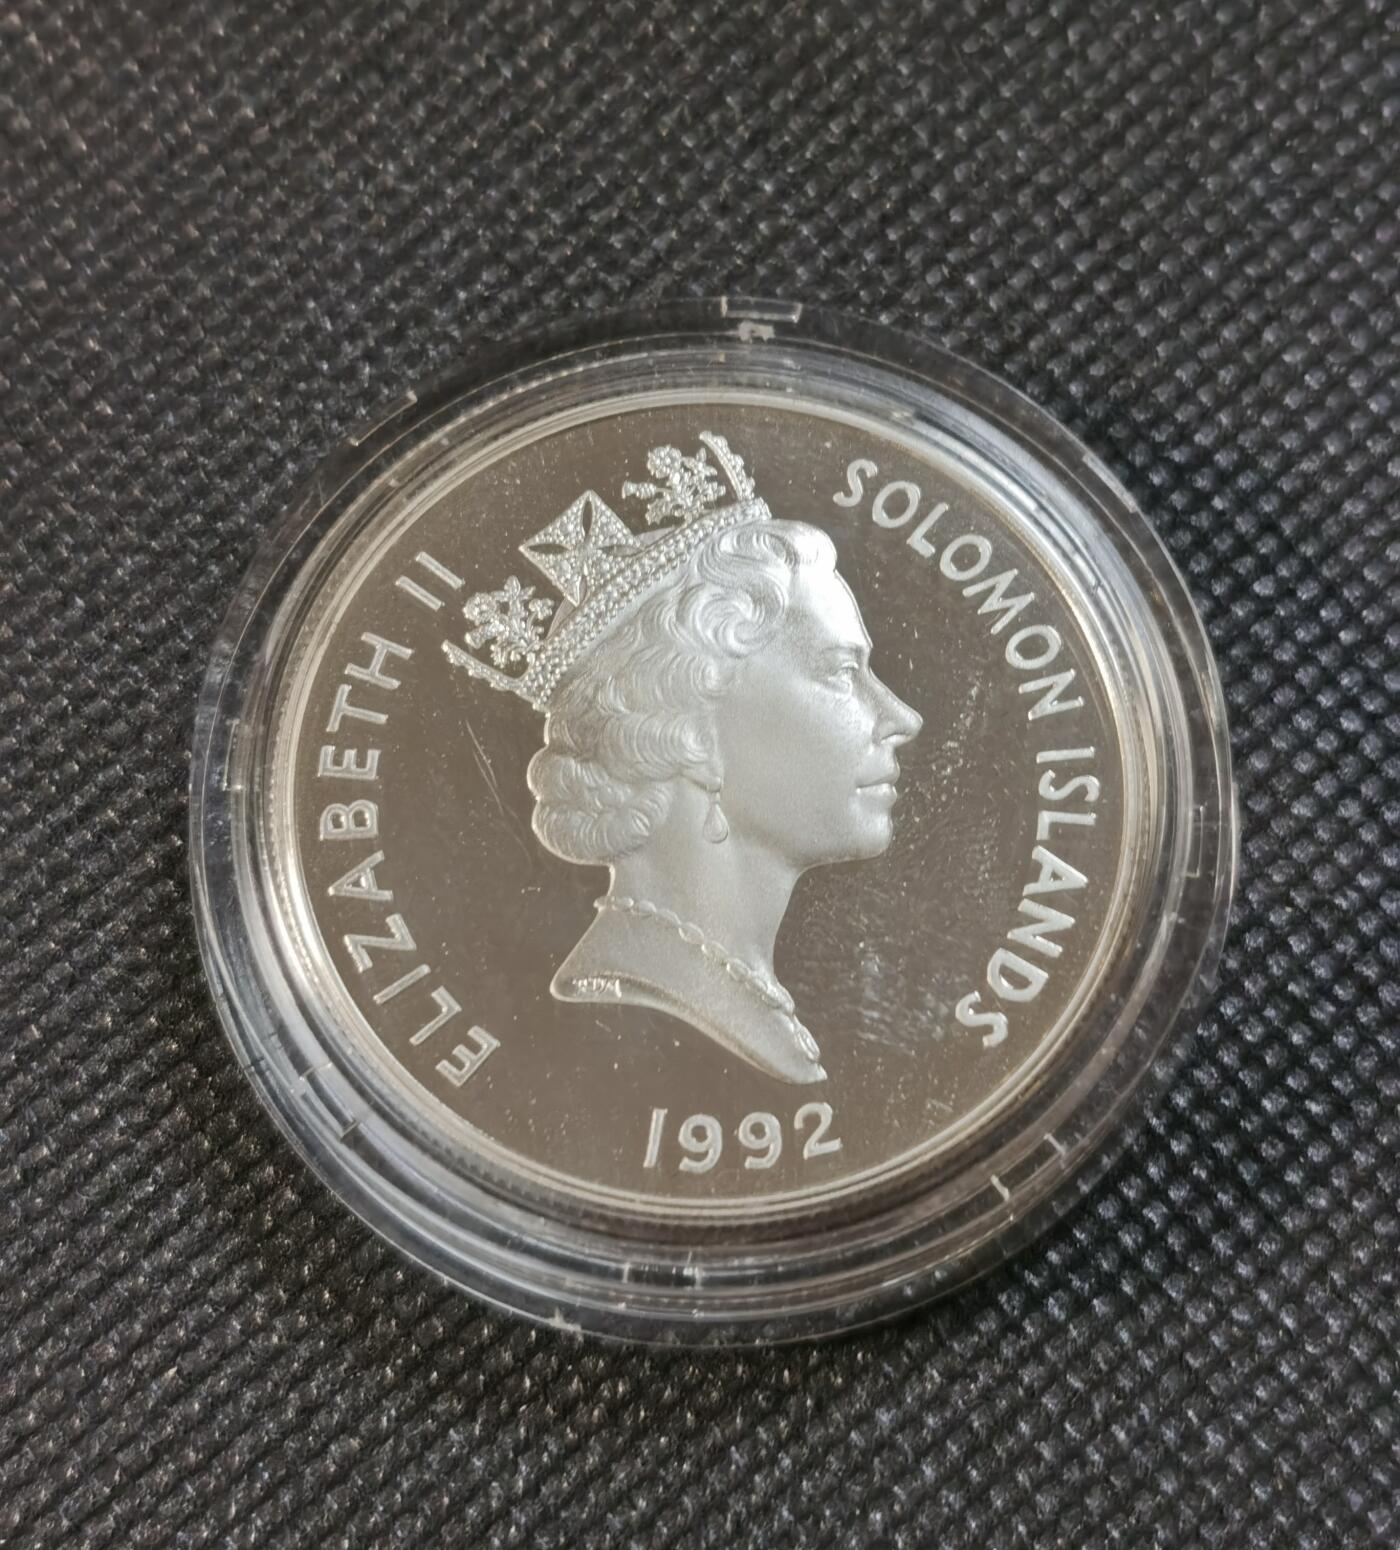 ELIZABETH II
SOLOMON ISLANDS
1992